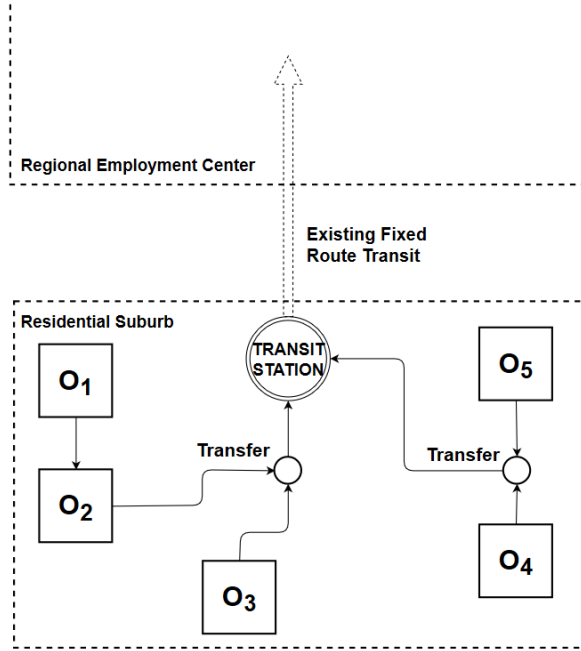 Regional Employment Center
Existing Fixed
Route Transit
Residential Suburb
TRANSIT
STATION
O1
O5
Transfer
Transfer
O2
O3
O4